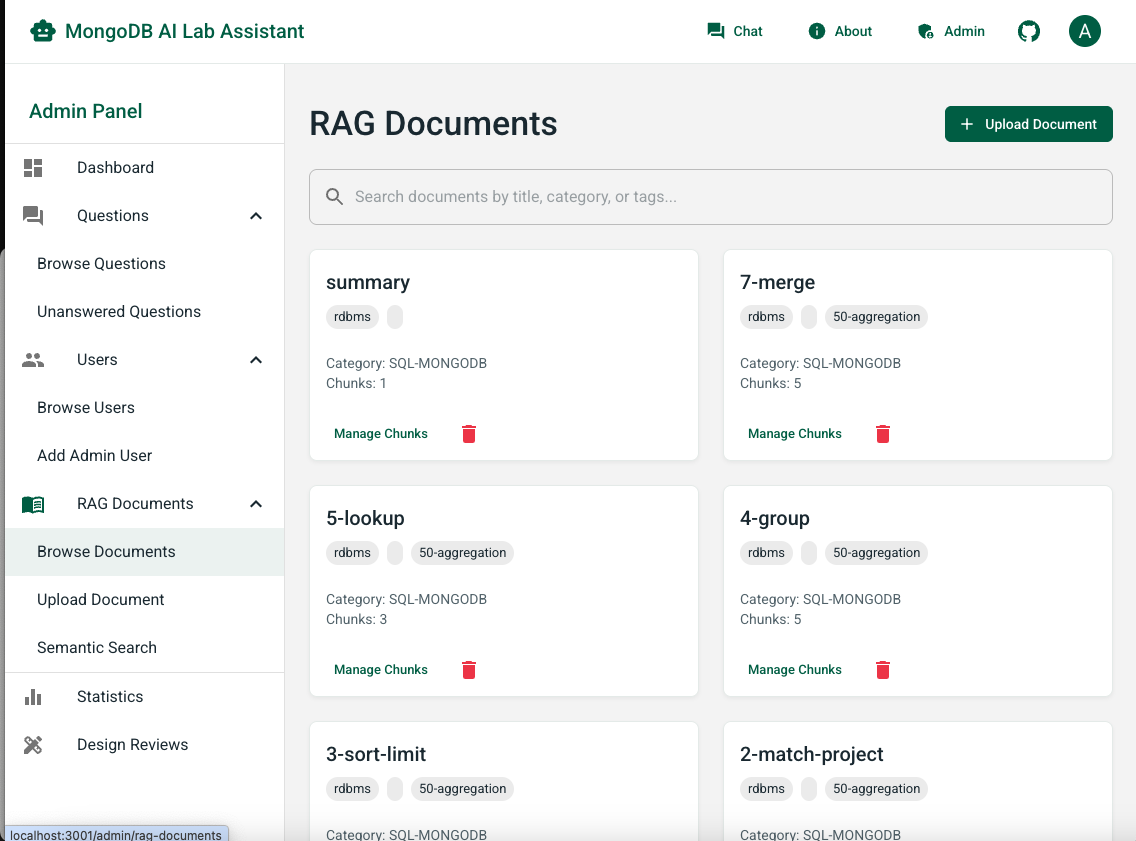 MongoDB AI Lab Assistant
Chat
About
Admin
A
Admin Panel
Dashboard
Questions
Browse Questions
Unanswered Questions
Users
Browse Users
Add Admin User
RAG Documents
Browse Documents
Upload Document
Semantic Search
Statistics
Design Reviews
localhost:3001/admin/rag-documents
RAG Documents
+ Upload Document
Search documents by title, category, or tags...
summary
rdbms
Category: SQL-MONGODB
Chunks: 1
Manage Chunks
7-merge
rdbms 50-aggregation
Category: SQL-MONGODB
Chunks: 5
Manage Chunks
5-lookup
rdbms 50-aggregation
Category: SQL-MONGODB
Chunks: 3
Manage Chunks
4-group
rdbms 50-aggregation
Category: SQL-MONGODB
Chunks: 5
Manage Chunks
3-sort-limit
rdbms 50-aggregation
Category: SQL-MONGODB
2-match-project
rdbms 50-aggregation
Category: SQL-MONGODB